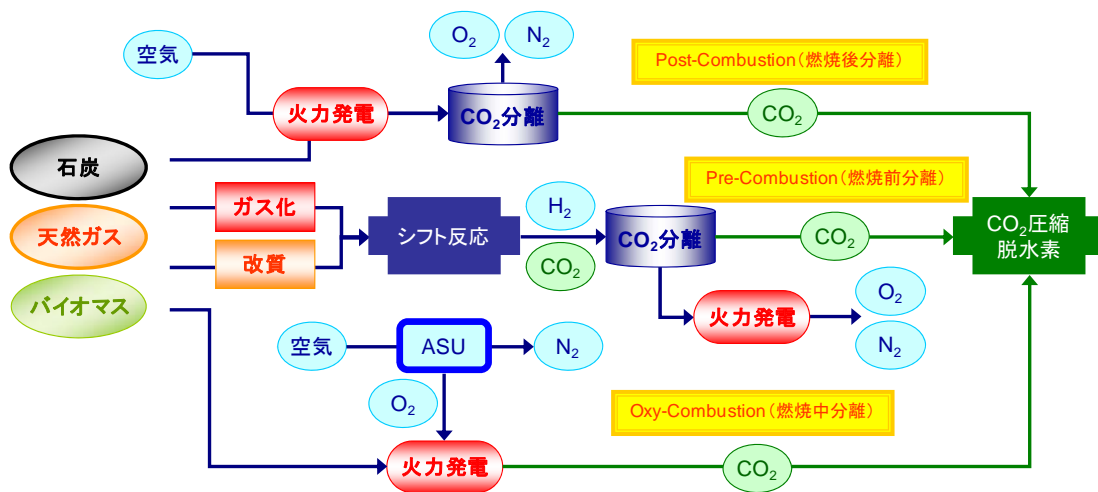 空気
O₂
N₂
Post-Combustion（燃焼後分離）
火力発電
CO₂分離
CO₂
石炭
天然ガス
バイオマス
ガス化
改質
シフト反応
H₂
CO₂
CO₂分離
Pre-Combustion（燃焼前分離）
CO₂
CO₂圧縮
脱水素
火力発電
O₂
N₂
空気
ASU
N₂
O₂
火力発電
Oxy-Combustion（燃焼中分離）
CO₂